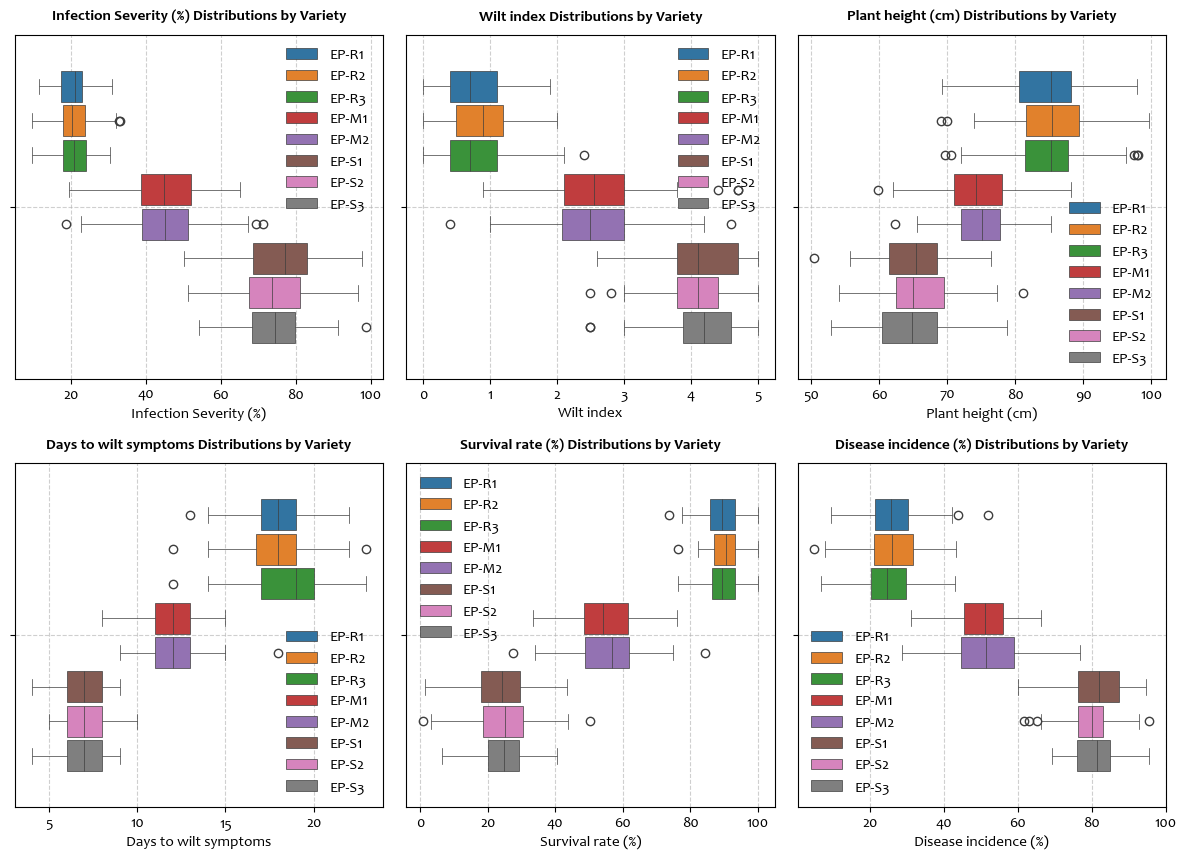 Infection Severity (%) Distributions by Variety
EP-R1
EP-R2
EP-R3
EP-M1
EP-M2
EP-S1
EP-S2
EP-S3
20 40 60 80 100
Infection Severity (%)
Wilt index Distributions by Variety
EP-R1
EP-R2
EP-R3
EP-M1
EP-M2
EP-S1
EP-S2
EP-S3
0 1 2 3 4 5
Wilt index
Plant height (cm) Distributions by Variety
EP-R1
EP-R2
EP-R3
EP-M1
EP-M2
EP-S1
EP-S2
EP-S3
50 60 70 80 90 100
Plant height (cm)
Days to wilt symptoms Distributions by Variety
EP-R1
EP-R2
EP-R3
EP-M1
EP-M2
EP-S1
EP-S2
EP-S3
5 10 15 20
Days to wilt symptoms
Survival rate (%) Distributions by Variety
EP-R1
EP-R2
EP-R3
EP-M1
EP-M2
EP-S1
EP-S2
EP-S3
0 20 40 60 80 100
Survival rate (%)
Disease incidence (%) Distributions by Variety
EP-R1
EP-R2
EP-R3
EP-M1
EP-M2
EP-S1
EP-S2
EP-S3
20 40 60 80 100
Disease incidence (%)